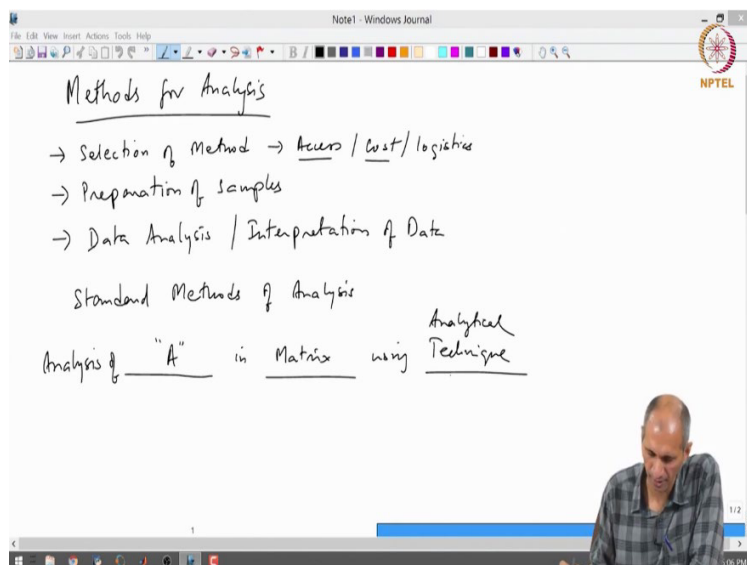 Note1 - Windows Journal
File Edit View Insert Actions Tools Help
NPTEL
Methods for Analysis
→ Selection of Method → Access / Cost / logistics
→ Preparation of Samples
→ Data Analysis / Interpretation of Data
Standard Methods of Analysis
Analysis of "A" in Matrix using Analytical Technique
1/2
1
:06 PM